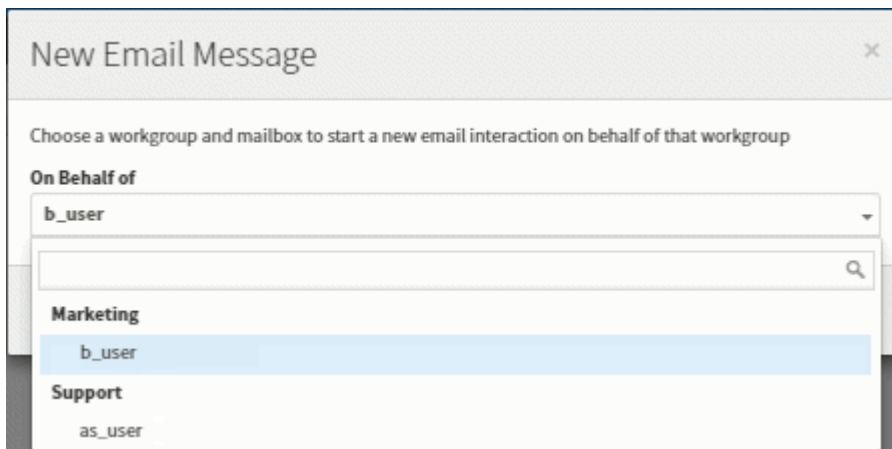 New Email Message
Choose a workgroup and mailbox to start a new email interaction on behalf of that workgroup
On Behalf of
b_user
Marketing
b_user
Support
as_user